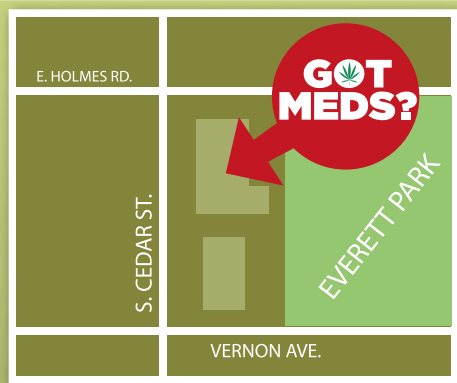 E. HOLMES RD.
GOT
MEDS?
S. CEDAR ST.
EVERETT PARK
VERNON AVE.